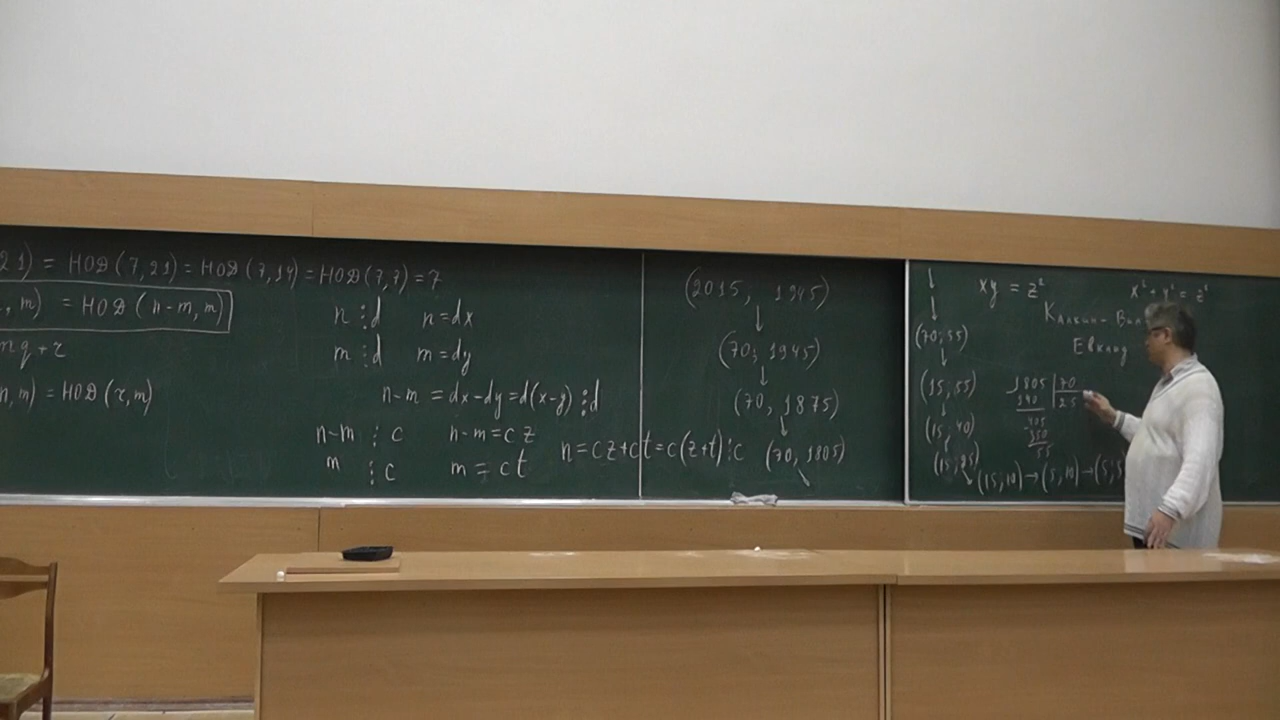 21) = НОД(7,21) = НОД(7,14) = НОД(7,7) = 7
, m) = НОД(n-m, m)
mq + r
n, m) = НОД(r, m)
n ⋮ d n = dx
m ⋮ d m = dy
n-m = dx-dy = d(x-y) ⋮ d
n-m ⋮ c n-m = cz
m ⋮ c m = ct
n = cz+ct = c(z+t) ⋮ c
(2015, 1945)
↓
(70, 1945)
↓
(70, 1875)
↓
(70, 1805)
↘
↓
↓
(70, 55)
↓
(15, 55)
↓
(15, 40)
↓
(15, 25)
↘ (15, 10) → (5, 10) → (5, 5
xy = z²
x² + y² = z²
Калкин-
Евклид
1805 | 70
140 | 25
405
350
55